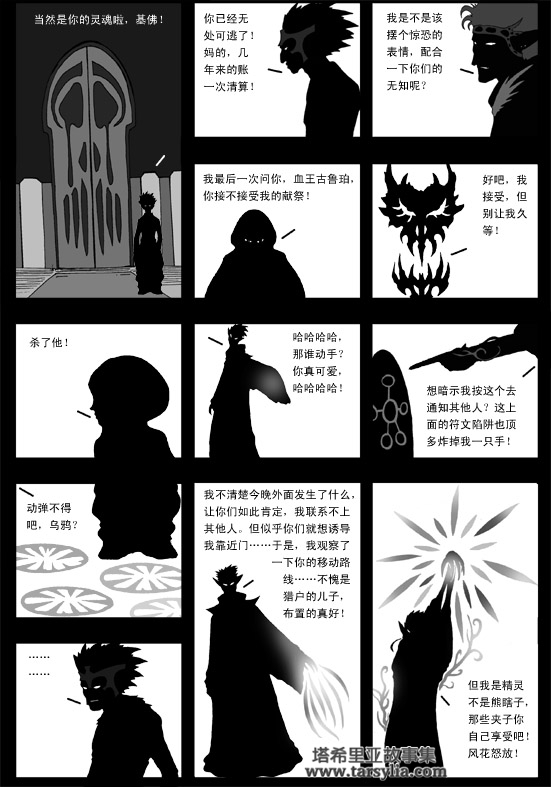 当然是你的灵魂啦，基佛！
你已经无
处可逃了！
妈的，几
年来的账
一次清算！
我是不是该
摆个惊恐的
表情，配合
一下你们的
无知呢？
我最后一次问你，血王古鲁珀，
你接不接受我的献祭！
好吧，我
接受，但
别让我久
等！
杀了他！
哈哈哈哈，
那谁动手？
你真可爱，
哈哈哈哈！
想暗示我按这个去
通知其他人？这上
面的符文陷阱也顶
多炸掉我一只手！
动弹不得
吧，乌鸦？
我不清楚今晚外面发生了什么，
让你们如此肯定，我联系不上
其他人。但似乎你们就想诱导
我靠近门……于是，我观察了
一下你的移动路
线……不愧是
猎户的儿子，
布置的真好！
……
……
但我是精灵
不是熊瞎子，
那些夹子你
自己享受吧！
风花怒放！
塔希里亚故事集
www.tarsylia.com